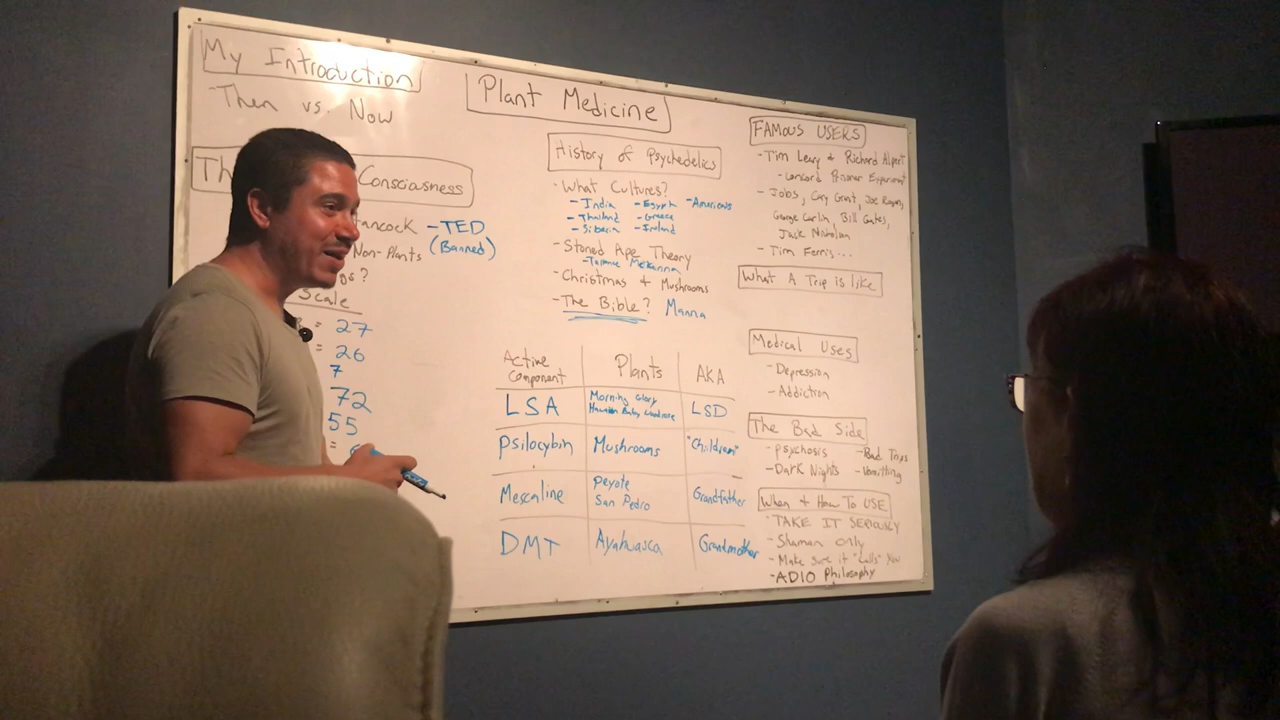 My Introduction
Then vs. Now
Th
Consciousness
Hancock - TED
(Banned)
Non-Plants
gs?
Scale
= 27
= 26
7
72
55
=
Plant Medicine
History of Psychedelics
- What Cultures?
- India - Egypt - Americas
- Thailand - Greece
- Siberia - Ireland
- Stoned Ape Theory
- Terence McKenna
- Christmas & Mushrooms
- The Bible? Manna
Active Component Plants AKA
LSA Morning Glory LSD
Hawaiian Baby Woodrose
Psilocybin Mushrooms "Children"
Mescaline Peyote Grandfather
San Pedro
DMT Ayahuasca Grandmother
FAMOUS USERS
- Tim Leary & Richard Alpert
- Concord Prisoner Experiment
- Jobs, Cary Grant, Joe Rogan,
George Carlin, Bill Gates,
Jack Nicholson
- Tim Ferris...
What A Trip is like
Medical Uses
- Depression
- Addiction
The Bad Side
- Psychosis - Bad Trips
- Dark Nights - Vomitting
When & How To USE
- TAKE IT SERIOUSLY
- Shaman only
- Make sure it "calls" you
- ADIO Philosophy